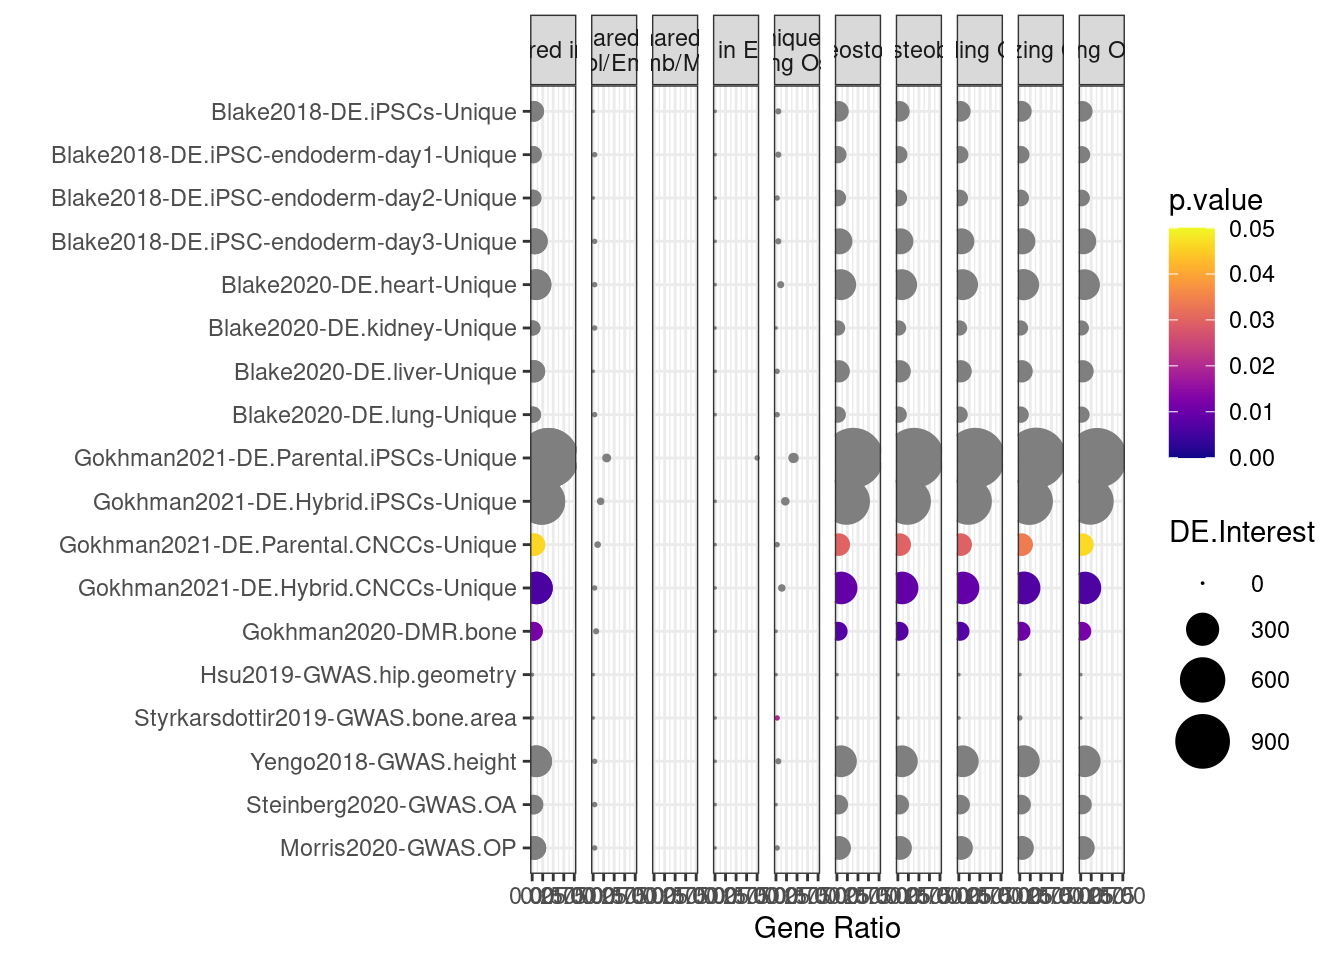 in E
Blake2018-DE.iPSCs-Unique
Blake2018-DE.iPSC-endoderm-day1-Unique
Blake2018-DE.iPSC-endoderm-day2-Unique
Blake2018-DE.iPSC-endoderm-day3-Unique
Blake2020-DE.heart-Unique
Blake2020-DE.kidney-Unique
Blake2020-DE.liver-Unique
Blake2020-DE.lung-Unique
Gokhman2021-DE.Parental.iPSCs-Unique
Gokhman2021-DE.Hybrid.iPSCs-Unique
Gokhman2021-DE.Parental.CNCCs-Unique
Gokhman2021-DE.Hybrid.CNCCs-Unique
Gokhman2020-DMR.bone
Hsu2019-GWAS.hip.geometry
Styrkarsdottir2019-GWAS.bone.area
Yengo2018-GWAS.height
Steinberg2020-GWAS.OA
Morris2020-GWAS.OP
Gene Ratio
p.value
0.05
0.04
0.03
0.02
0.01
0.00
DE.Interest
0
300
600
900